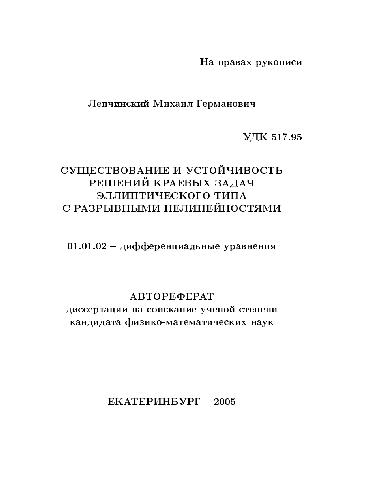 На правах рукописи
Лепчинский Михаил Германович
УДК 517.95
СУЩЕСТВОВАНИЕ И УСТОЙЧИВОСТЬ
РЕШЕНИЙ КРАЕВЫХ ЗАДАЧ
ЭЛЛИПТИЧЕСКОГО ТИПА
С РАЗРЫВНЫМИ НЕЛИНЕЙНОСТЯМИ
01.01.02 – дифференциальные уравнения
АВТОРЕФЕРАТ
диссертации на соискание ученой степени
кандидата физико-математических наук
ЕКАТЕРИНБУРГ 2005